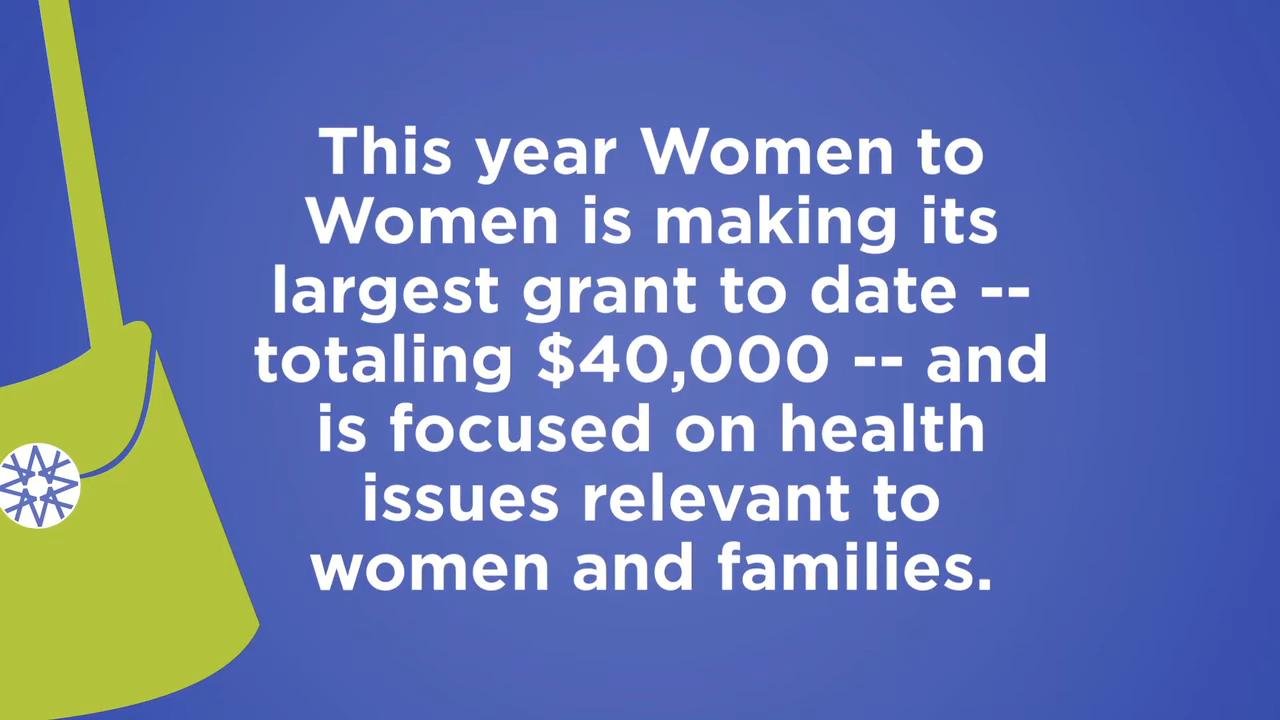 This year Women to
Women is making its
largest grant to date --
totaling $40,000 -- and
is focused on health
issues relevant to
women and families.